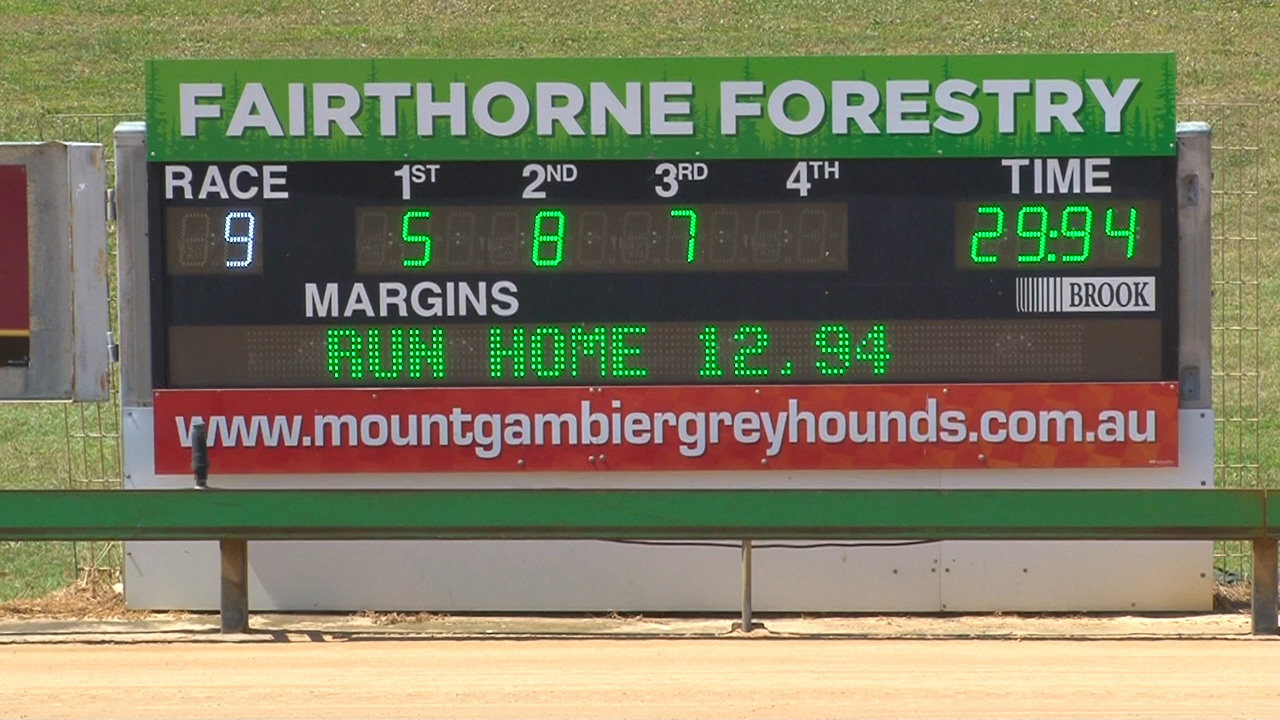 FAIRTHORNE FORESTRY
RACE 1ST 2ND 3RD 4TH TIME
9 5 8 7 29:94
MARGINS
BROOK
RUN HOME 12.94
www.mountgambiergreyhounds.com.au